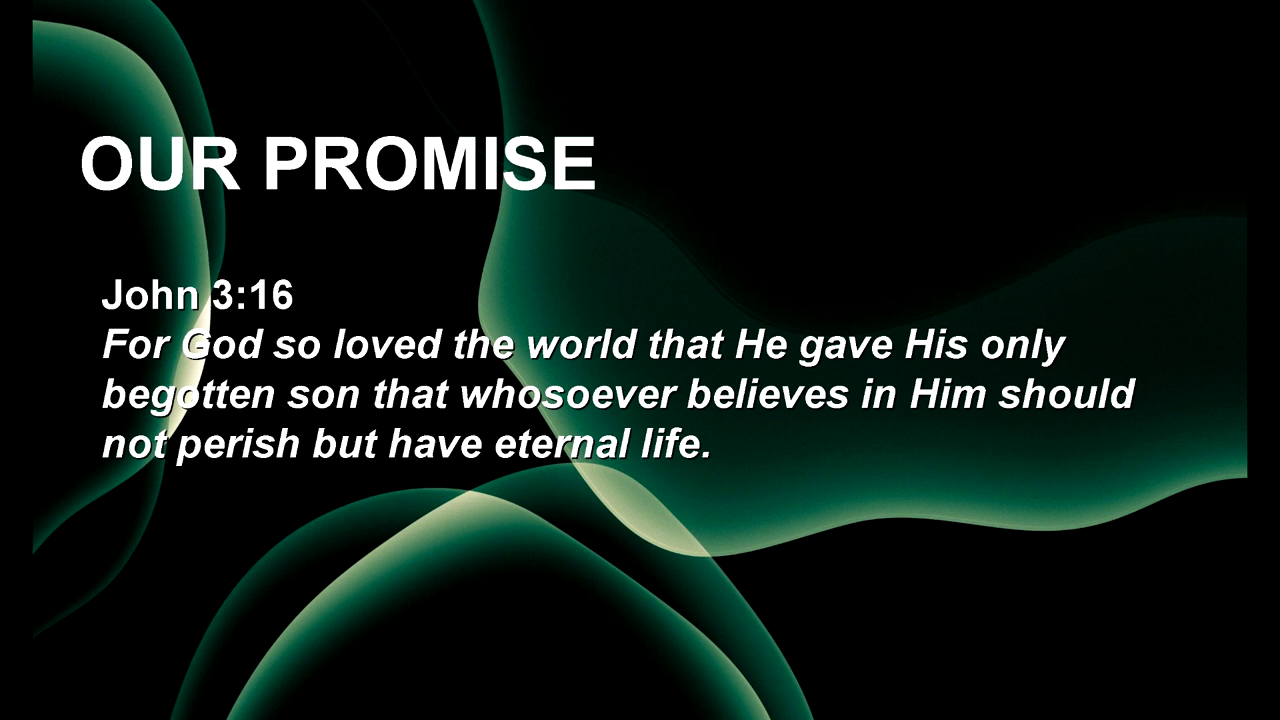 OUR PROMISE
John 3:16
For God so loved the world that He gave His only
begotten son that whosoever believes in Him should
not perish but have eternal life.